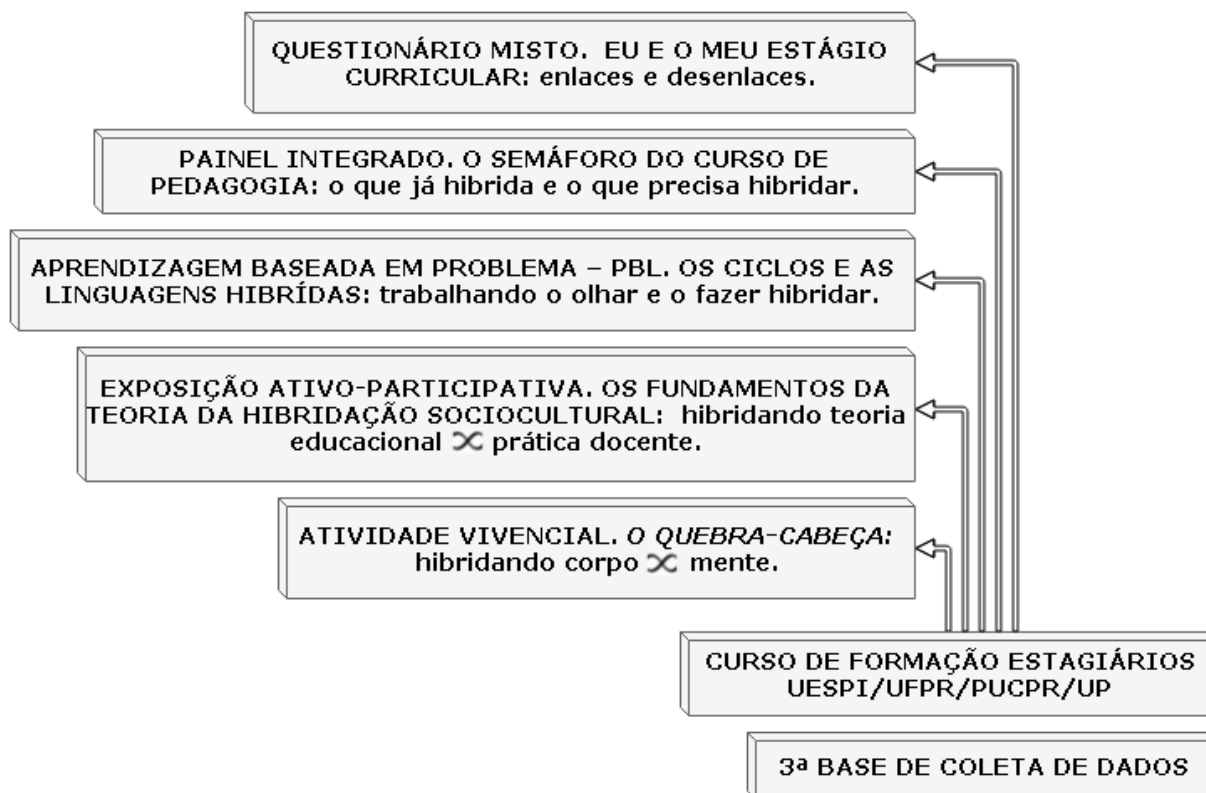 QUESTIONÁRIO MISTO. EU E O MEU ESTÁGIO
CURRICULAR: enlaces e desenlaces.
PAINEL INTEGRADO. O SEMÁFORO DO CURSO DE
PEDAGOGIA: o que já hibrida e o que precisa hibridar.
APRENDIZAGEM BASEADA EM PROBLEMA – PBL. OS CICLOS E AS
LINGUAGENS HIBRÍDAS: trabalhando o olhar e o fazer hibridar.
EXPOSIÇÃO ATIVO-PARTICIPATIVA. OS FUNDAMENTOS DA
TEORIA DA HIBRIDAÇÃO SOCIOCULTURAL: hibridando teoria
educacional prática docente.
ATIVIDADE VIVENCIAL. O QUEBRA-CABEÇA:
hibridando corpo mente.
CURSO DE FORMAÇÃO ESTAGIÁRIOS
UESPI/UFPR/PUCPR/UP
3ª BASE DE COLETA DE DADOS